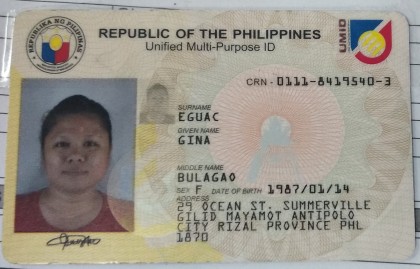 REPUBLIKA NG PILIPINAS
REPUBLIC OF THE PHILIPPINES
Unified Multi-Purpose ID
UMID
CRN - 0111-8419540-3
SURNAME
EGUAC
GIVEN NAME
GINA
MIDDLE NAME
BULAGAO
SEX F DATE OF BIRTH 1987/01/14
ADDRESS
29 OCEAN ST. SUMMERVILLE
GILID MAYAMOT ANTIPOLO
CITY RIZAL PROVINCE PHL
1870